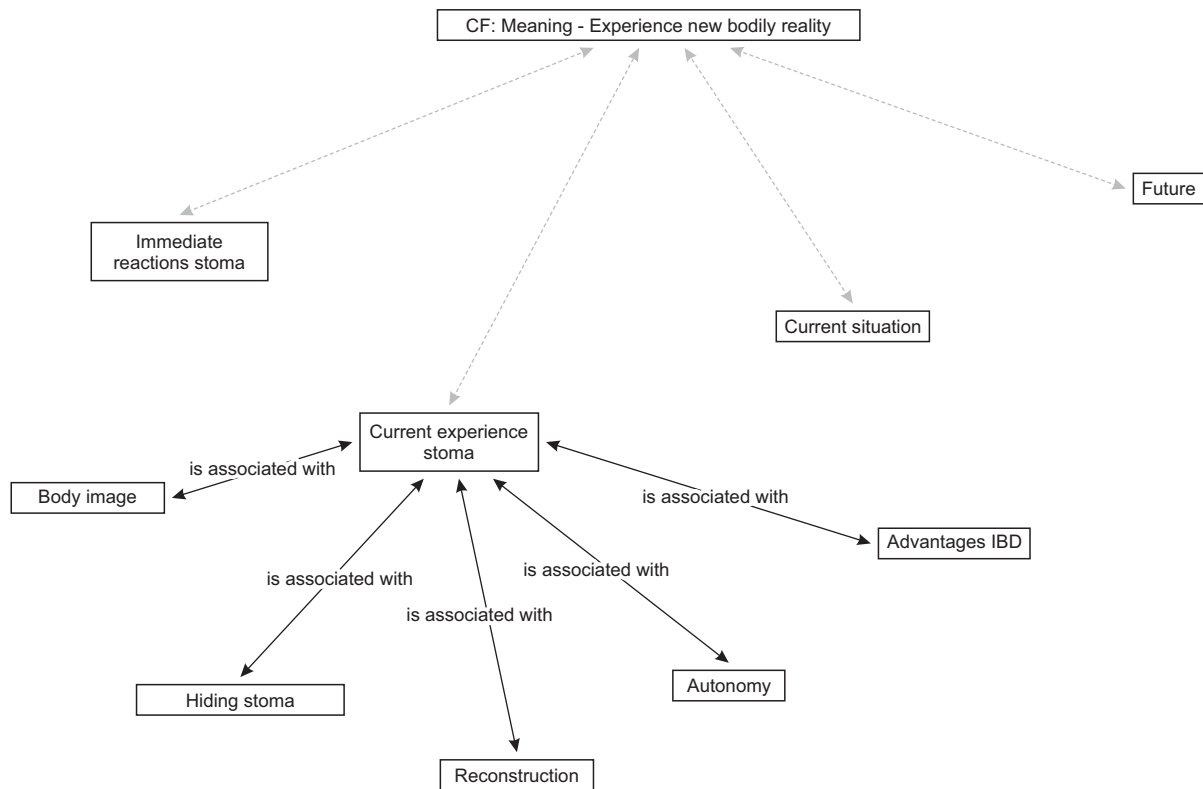 CF: Meaning - Experience new bodily reality
Future
Immediate
reactions stoma
Current situation
Current experience
stoma
is associated with
Body image
is associated with
Advantages IBD
is associated with
is associated with
is associated with
Autonomy
Hiding stoma
Reconstruction